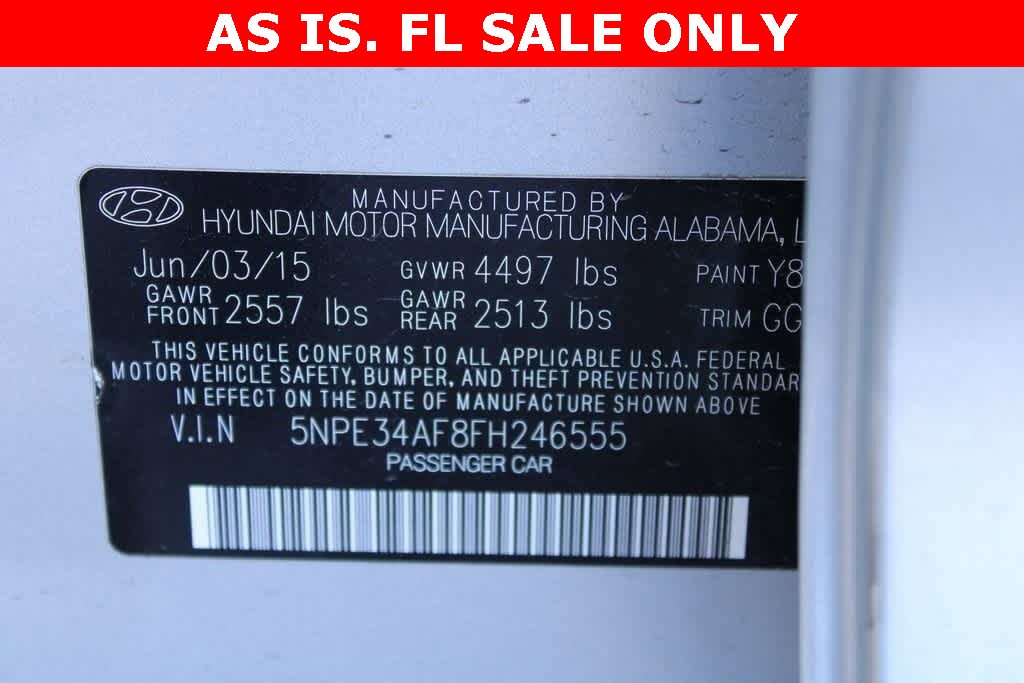 AS IS. FL SALE ONLY
MANUFACTURED BY
HYUNDAI MOTOR MANUFACTURING ALABAMA, L
Jun/03/15 GVWR 4497 lbs PAINT Y8
GAWR FRONT 2557 lbs GAWR REAR 2513 lbs TRIM GG
THIS VEHICLE CONFORMS TO ALL APPLICABLE U.S.A. FEDERAL
MOTOR VEHICLE SAFETY, BUMPER, AND THEFT PREVENTION STANDAR
IN EFFECT ON THE DATE OF MANUFACTURE SHOWN ABOVE
V.I.N 5NPE34AF8FH246555
PASSENGER CAR